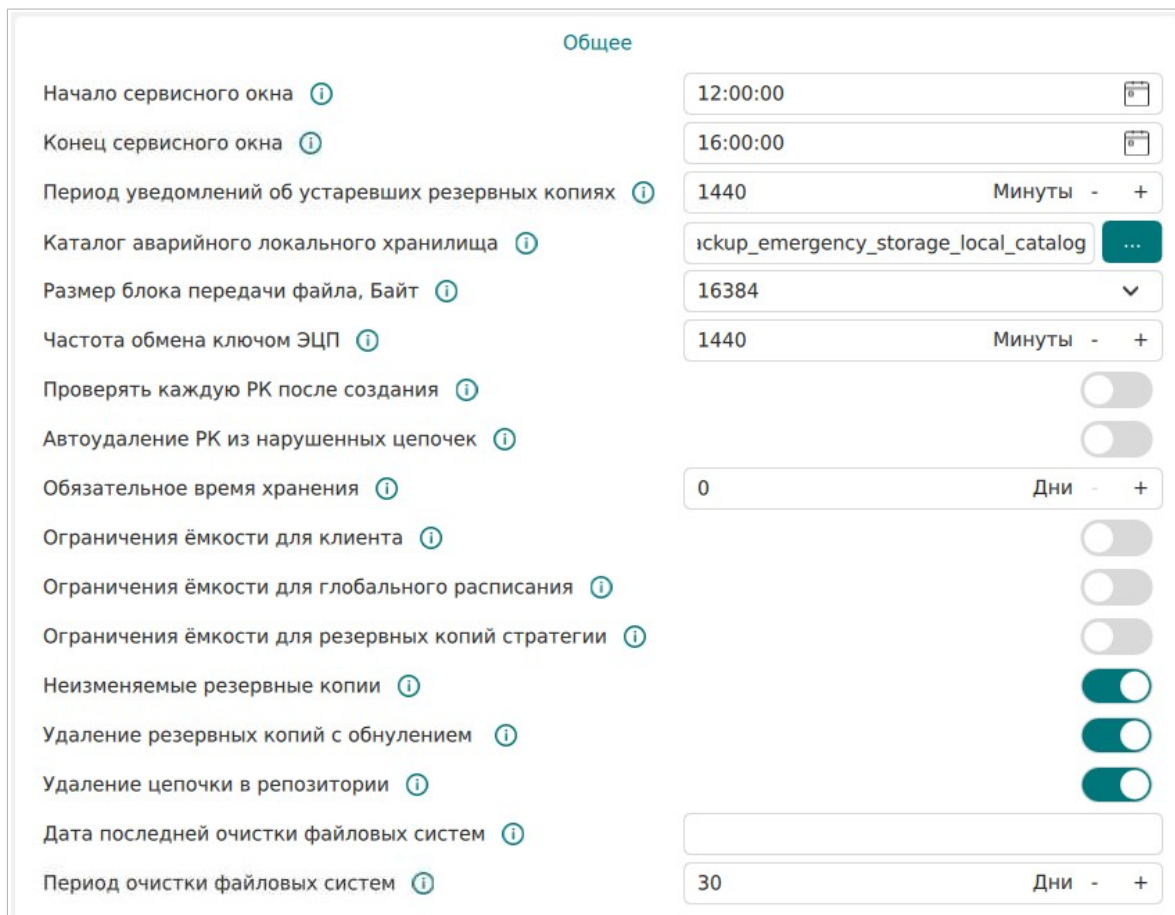 Общее
Начало сервисного окна 12:00:00
Конец сервисного окна 16:00:00
Период уведомлений об устаревших резервных копиях 1440 Минуты - +
Каталог аварийного локального хранилища ackup_emergency_storage_local_catalog ...
Размер блока передачи файла, Байт 16384
Частота обмена ключом ЭЦП 1440 Минуты - +
Проверять каждую РК после создания
Автоудаление РК из нарушенных цепочек
Обязательное время хранения 0 Дни - +
Ограничения ёмкости для клиента
Ограничения ёмкости для глобального расписания
Ограничения ёмкости для резервных копий стратегии
Неизменяемые резервные копии
Удаление резервных копий с обнулением
Удаление цепочки в репозитории
Дата последней очистки файловых систем
Период очистки файловых систем 30 Дни - +